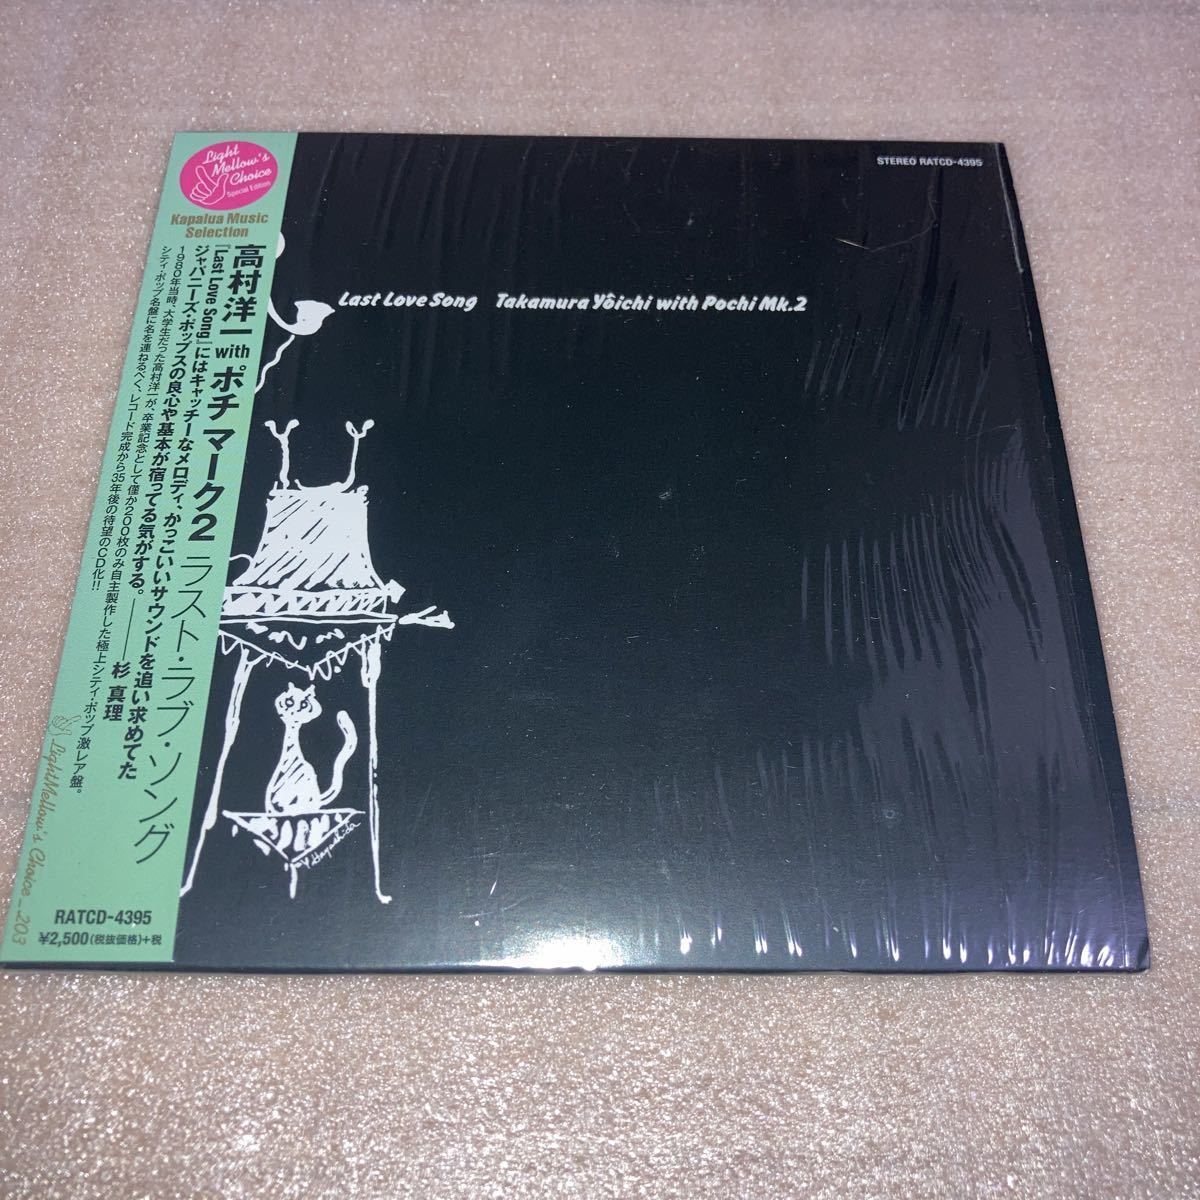 Light
Mellow's
Choice
Special Edition
Kapalua Music
Selection
高村洋一 with ポチ マーク2 ラスト・ラブ・ソング
『Last Love Song』にはキャッチーなメロディ、かっこいいサウンドを追い求めてた
ジャパニーズ・ポップスの良心や基本が宿ってる気がする。――― 杉 真理
1980年当時、大学生だった高村洋一が、卒業記念として僅か200枚のみ自主製作した極上シティ・ポップ激レア盤。
シティ・ポップ名盤に名を連ねるべく、レコード完成から35年後の待望のCD化!!
LightMellow's Choice_203
RATCD-4395
¥2,500(税抜価格)+税
STEREO RATCD-4395
Last Love Song Takamura Yôichi with Pochi Mk.2
Y Hayashida